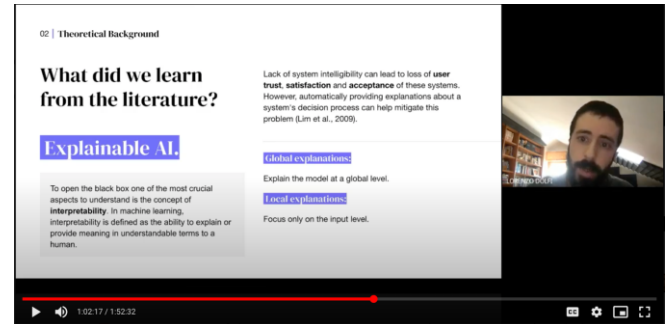 02 | Theoretical Background
What did we learn
from the literature?
Explainable AI.
To open the black box one of the most crucial
aspects to understand is the concept of
interpretability. In machine learning,
interpretability is defined as the ability to explain or
provide meaning in understandable terms to a
human.
Lack of system intelligibility can lead to loss of user
trust, satisfaction and acceptance of these systems.
However, automatically providing explanations about a
system's decision process can help mitigate this
problem (Lim et al., 2009).
Global explanations:
Explain the model at a global level.
Local explanations:
Focus only on the input level.
1:02:17 / 1:52:32
CC